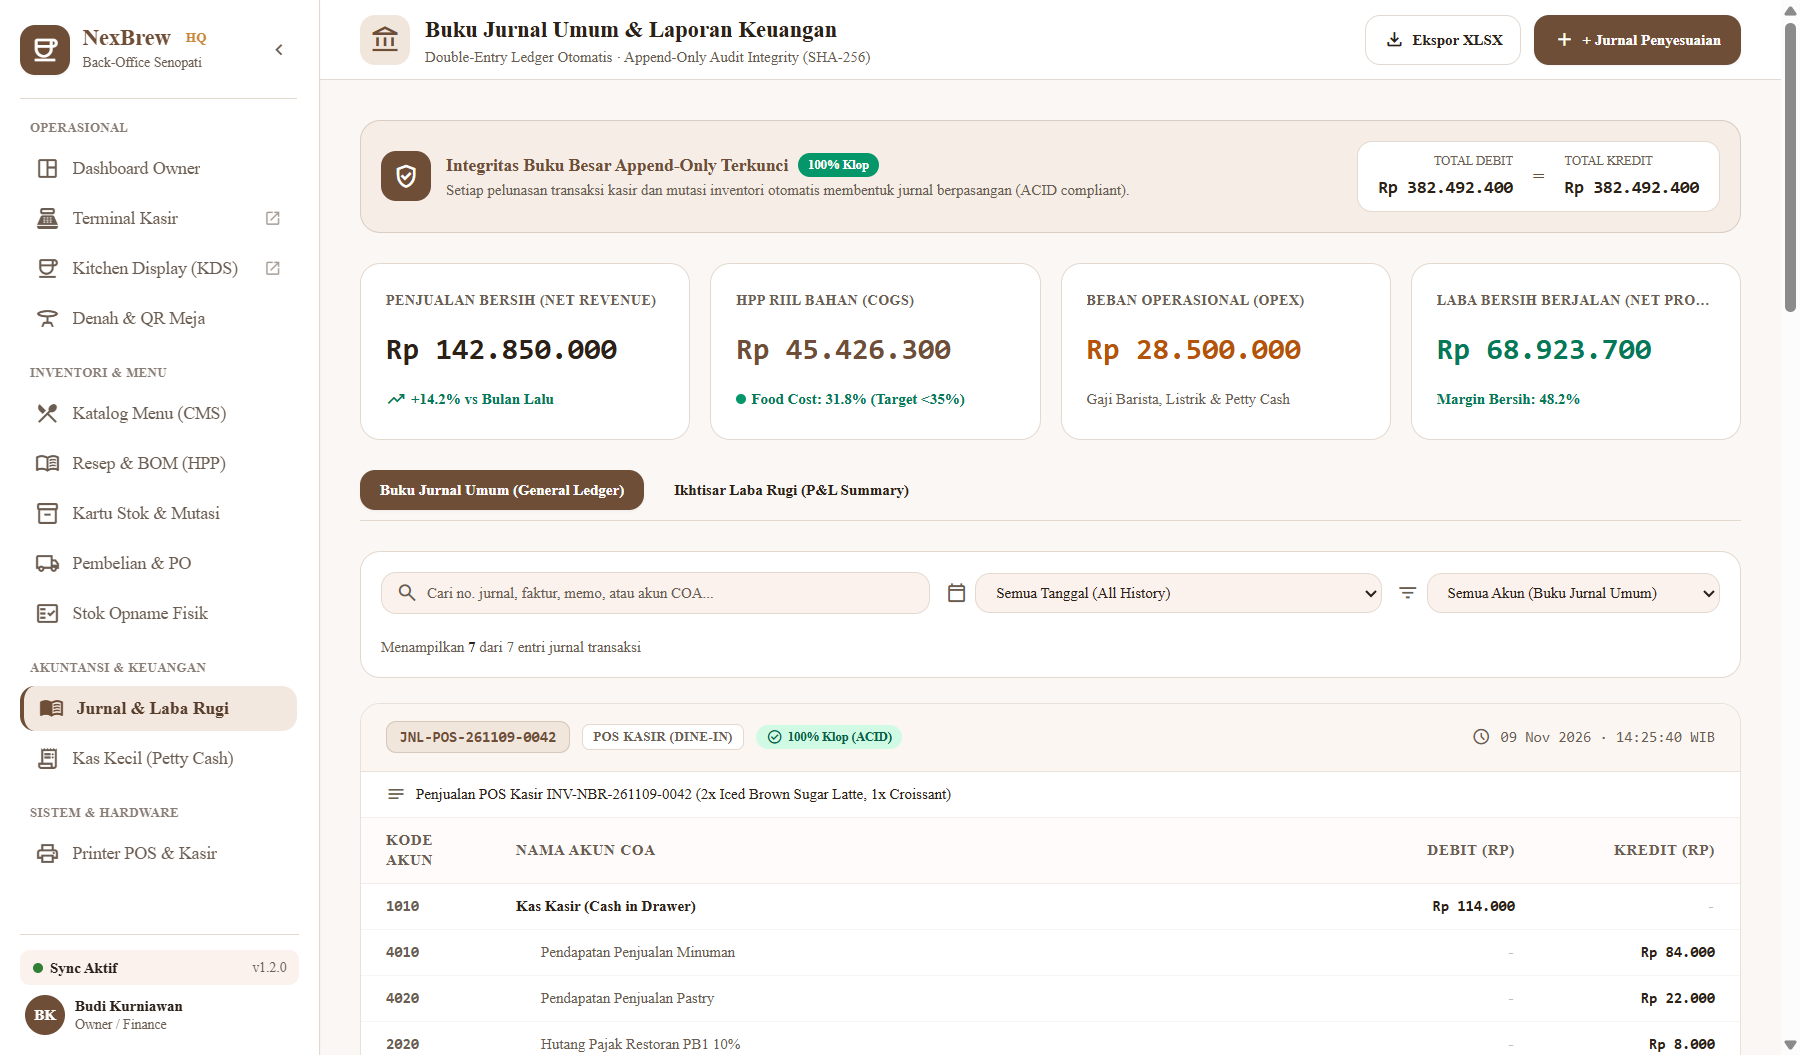 NexBrew HQ
Back-Office Senopati
OPERASIONAL
Dashboard Owner
Terminal Kasir
Kitchen Display (KDS)
Denah & QR Meja
INVENTORI & MENU
Katalog Menu (CMS)
Resep & BOM (HPP)
Kartu Stok & Mutasi
Pembelian & PO
Stok Opname Fisik
AKUNTANSI & KEUANGAN
Jurnal & Laba Rugi
Kas Kecil (Petty Cash)
SISTEM & HARDWARE
Printer POS & Kasir
Sync Aktif v1.2.0
BK
Budi Kurniawan
Owner / Finance
Buku Jurnal Umum & Laporan Keuangan
Double-Entry Ledger Otomatis · Append-Only Audit Integrity (SHA-256)
Ekspor XLSX
+ Jurnal Penyesuaian
Integritas Buku Besar Append-Only Terkunci 100% Klop
Setiap pelunasan transaksi kasir dan mutasi inventori otomatis membentuk jurnal berpasangan (ACID compliant).
TOTAL DEBIT
Rp 382.492.400
=
TOTAL KREDIT
Rp 382.492.400
PENJUALAN BERSIH (NET REVENUE)
Rp 142.850.000
+14.2% vs Bulan Lalu
HPP RIIL BAHAN (COGS)
Rp 45.426.300
Food Cost: 31.8% (Target <35%)
BEBAN OPERASIONAL (OPEX)
Rp 28.500.000
Gaji Barista, Listrik & Petty Cash
LABA BERSIH BERJALAN (NET PRO...
Rp 68.923.700
Margin Bersih: 48.2%
Buku Jurnal Umum (General Ledger)
Ikhtisar Laba Rugi (P&L Summary)
Cari no. jurnal, faktur, memo, atau akun COA...
Semua Tanggal (All History)
Semua Akun (Buku Jurnal Umum)
Menampilkan 7 dari 7 entri jurnal transaksi
JNL-POS-261109-0042 POS KASIR (DINE-IN) 100% Klop (ACID) 09 Nov 2026 · 14:25:40 WIB
Penjualan POS Kasir INV-NBR-261109-0042 (2x Iced Brown Sugar Latte, 1x Croissant)
KODE AKUN NAMA AKUN COA DEBIT (RP) KREDIT (RP)
1010 Kas Kasir (Cash in Drawer) Rp 114.000 -
4010 Pendapatan Penjualan Minuman - Rp 84.000
4020 Pendapatan Penjualan Pastry - Rp 22.000
2020 Hutang Pajak Restoran PB1 10% - Rp 8.000